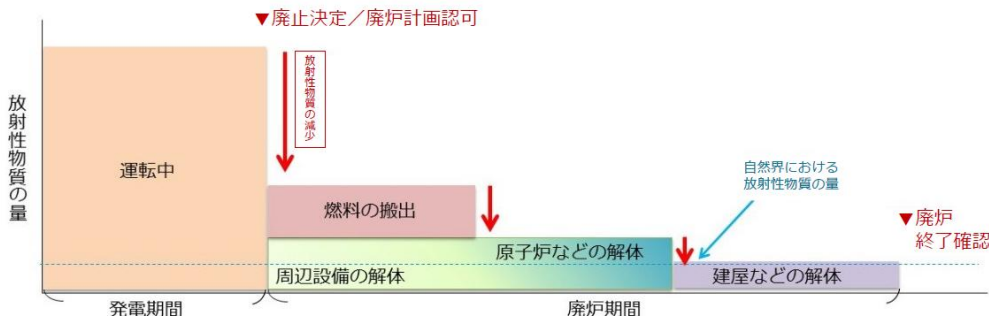 ▼廃止決定／廃炉計画認可
放射性物質の減少
放射性物質の量
運転中
自然界における
放射性物質の量
燃料の搬出
▼廃炉
終了確認
原子炉などの解体
周辺設備の解体
建屋などの解体
発電期間
廃炉期間